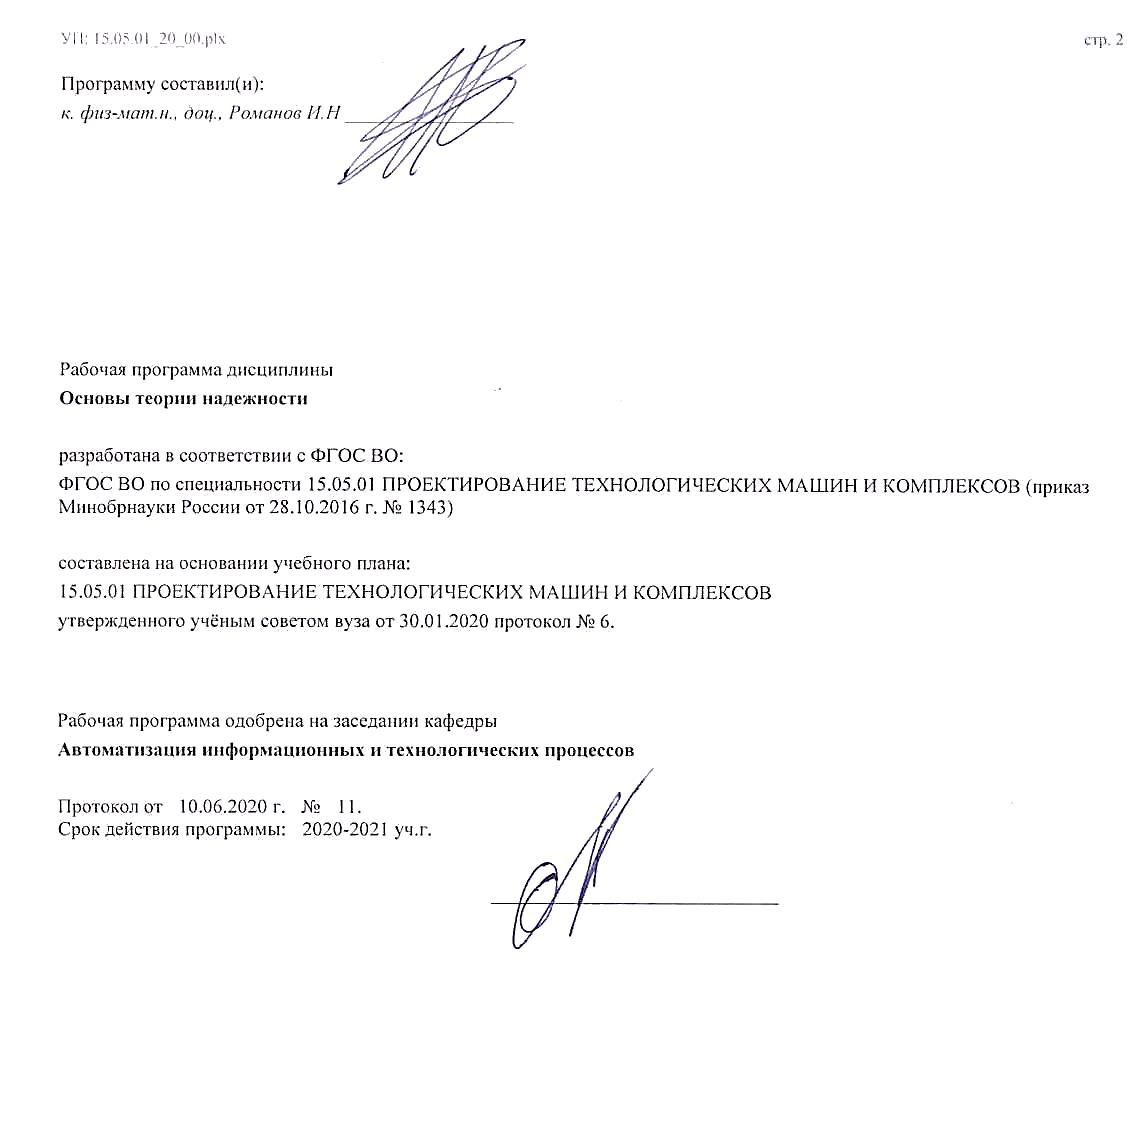 УП: 15.05.01_20_00.plx стр. 2
Программу составил(и):
к. физ-мат.н., доц., Романов И.Н
Рабочая программа дисциплины
Основы теории надежности
разработана в соответствии с ФГОС ВО:
ФГОС ВО по специальности 15.05.01 ПРОЕКТИРОВАНИЕ ТЕХНОЛОГИЧЕСКИХ МАШИН И КОМПЛЕКСОВ (приказ
Минобрнауки России от 28.10.2016 г. № 1343)
составлена на основании учебного плана:
15.05.01 ПРОЕКТИРОВАНИЕ ТЕХНОЛОГИЧЕСКИХ МАШИН И КОМПЛЕКСОВ
утвержденного учёным советом вуза от 30.01.2020 протокол № 6.
Рабочая программа одобрена на заседании кафедры
Автоматизация информационных и технологических процессов
Протокол от 10.06.2020 г. № 11.
Срок действия программы: 2020-2021 уч.г.